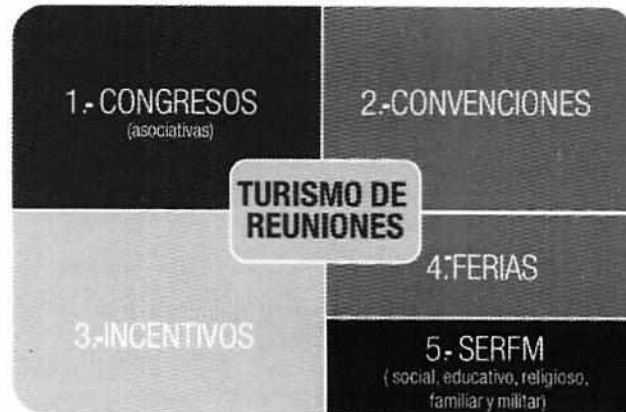 1.- CONGRESOS
(asociativas)
2.-CONVENCIONES
TURISMO DE
REUNIONES
3.-INCENTIVOS
4.-FERIAS
5.- SERFM
( social, educativo, religioso,
familiar y militar)